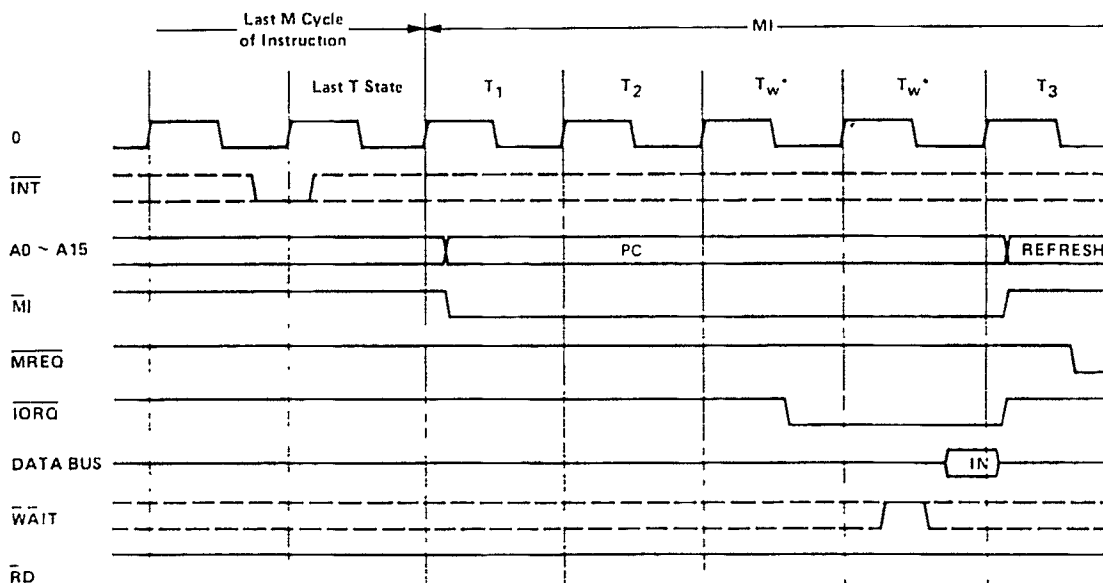 Last M Cycle
of Instruction
MI
Last T State
T1
T2
Tw*
Tw*
T3
0
INT
A0 ~ A15
PC
REFRESH
MI
MREQ
IORQ
DATA BUS
IN
WAIT
RD